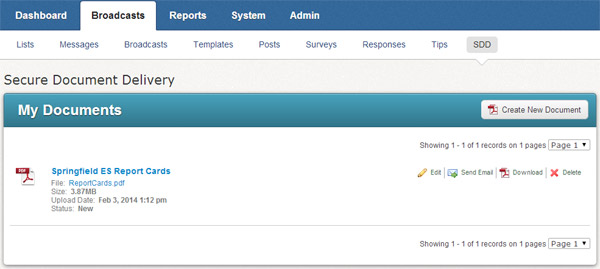 Dashboard Broadcasts Reports System Admin
Lists Messages Broadcasts Templates Posts Surveys Responses Tips SDD
Secure Document Delivery
My Documents Create New Document
Showing 1 - 1 of 1 records on 1 pages Page 1
PDF Springfield ES Report Cards
File: ReportCards.pdf Edit Send Email Download Delete
Size: 3.87MB
Upload Date: Feb 3, 2014 1:12 pm
Status: New
Showing 1 - 1 of 1 records on 1 pages Page 1